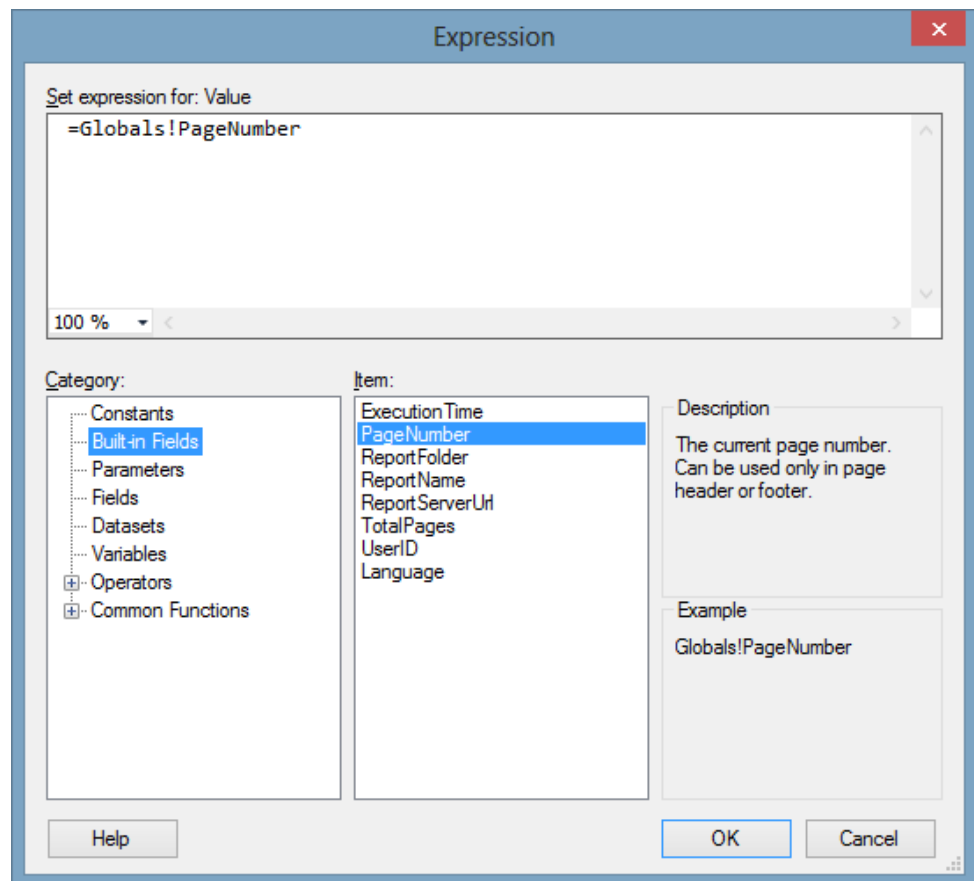 Expression
Set expression for: Value
=Globals!PageNumber
100 %
Category:
Constants
Built-in Fields
Parameters
Fields
Datasets
Variables
Operators
Common Functions
Item:
ExecutionTime
PageNumber
ReportFolder
ReportName
ReportServerUrl
TotalPages
UserID
Language
Description
The current page number.
Can be used only in page
header or footer.
Example
Globals!PageNumber
Help
OK
Cancel